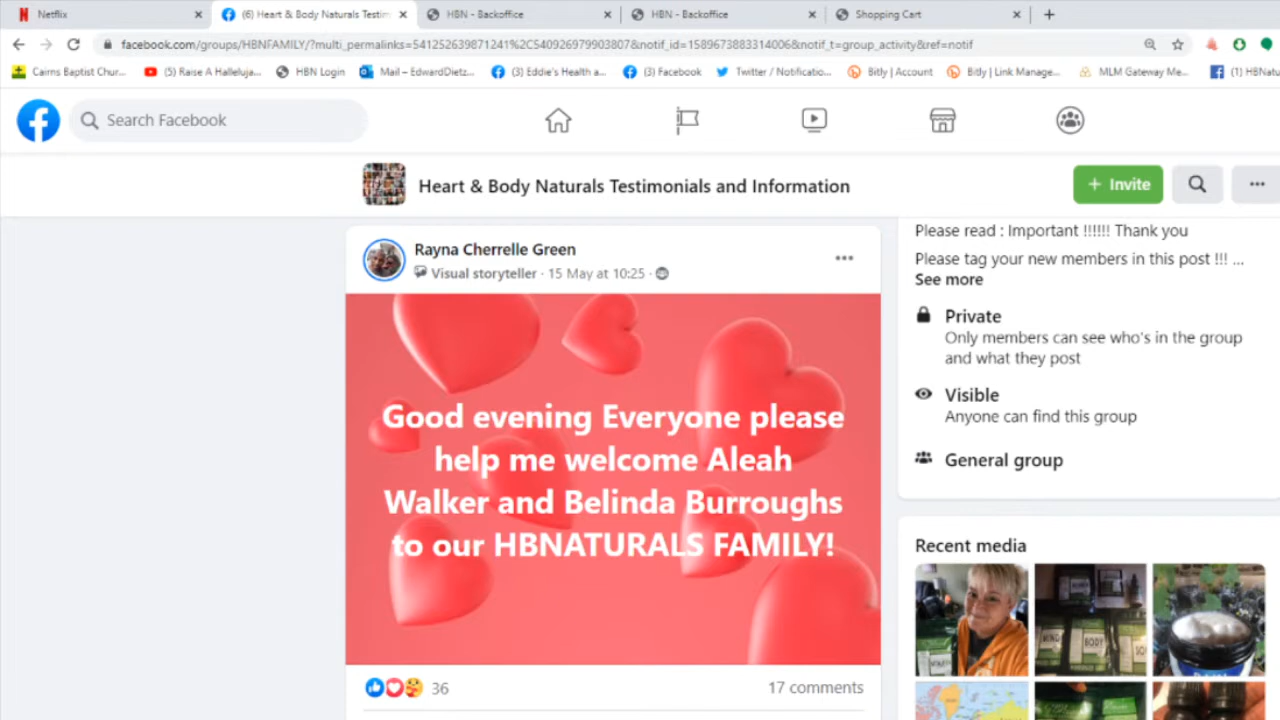 Netflix
(6) Heart & Body Naturals Testim
HBN - Backoffice
HBN - Backoffice
Shopping Cart
facebook.com/groups/HBNFAMILY/?multi_permalinks=541252639871241%2C540926979903807&notif_id=1589673883314006&notif_t=group_activity&ref=notif
Cairns Baptist Chur...
(5) Raise A Halleluja...
HBN Login
Mail – EdwardDietz...
(3) Eddie's Health a...
(3) Facebook
Twitter / Notificatio...
Bitly | Account
Bitly | Link Manage...
MLM Gateway Me...
(1) HBNatu
Search Facebook
Heart & Body Naturals Testimonials and Information
+ Invite
Rayna Cherrelle Green
Visual storyteller · 15 May at 10:25 ·
Good evening Everyone please
help me welcome Aleah
Walker and Belinda Burroughs
to our HBNATURALS FAMILY!
36
17 comments
Please read : Important !!!!!! Thank you
Please tag your new members in this post !!! ...
See more
Private
Only members can see who's in the group
and what they post
Visible
Anyone can find this group
General group
Recent media
MIND
BODY